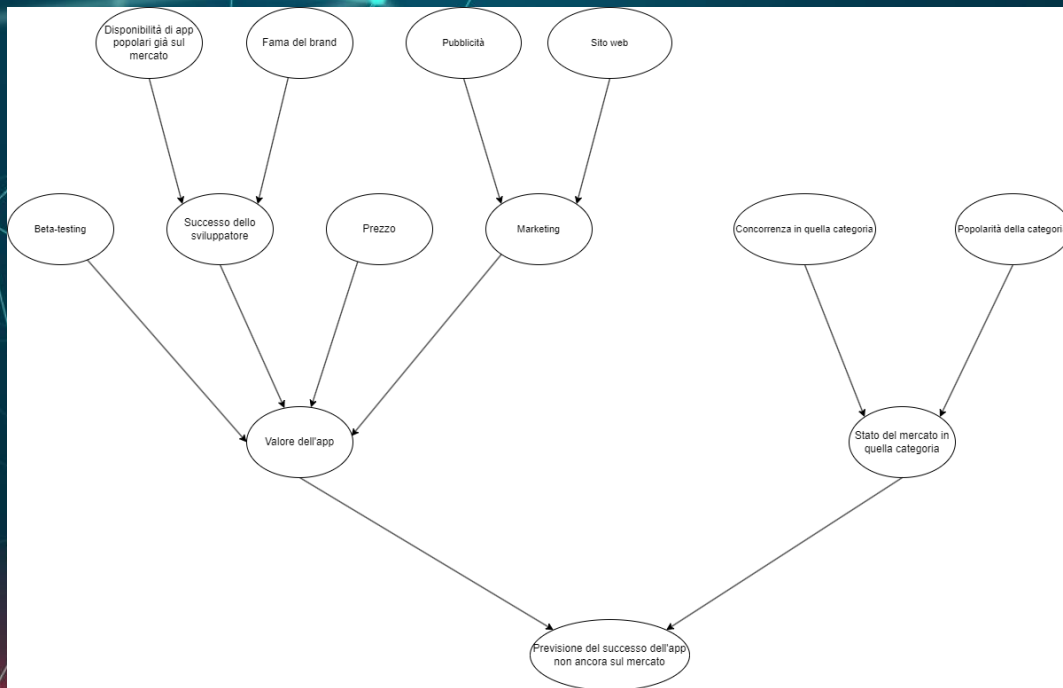 Disponibilità di app
popolari già sul
mercato
Fama del brand
Pubblicità
Sito web
Beta-testing
Successo dello
sviluppatore
Prezzo
Marketing
Concorrenza in quella categoria
Popolarità della categoria
Valore dell'app
Stato del mercato in
quella categoria
Previsione del successo dell'app
non ancora sul mercato